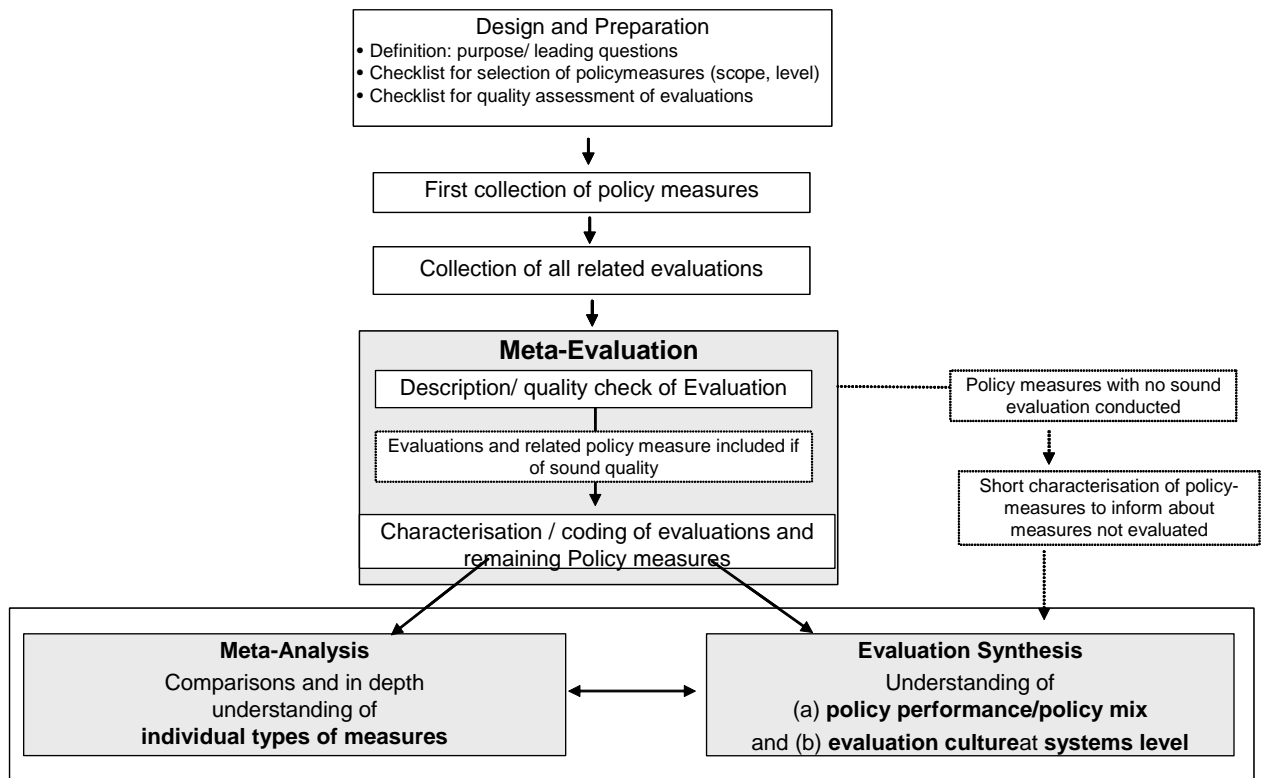 Design and Preparation
• Definition: purpose/ leading questions
• Checklist for selection of policymeasures (scope, level)
• Checklist for quality assessment of evaluations
First collection of policy measures
Collection of all related evaluations
Meta-Evaluation
Description/ quality check of Evaluation
Evaluations and related policy measure included if
of sound quality
Characterisation / coding of evaluations and
remaining Policy measures
Policy measures with no sound
evaluation conducted
Short characterisation of policy-
measures to inform about
measures not evaluated
Meta-Analysis
Comparisons and in depth
understanding of
individual types of measures
Evaluation Synthesis
Understanding of
(a) policy performance/policy mix
and (b) evaluation cultureat systems level